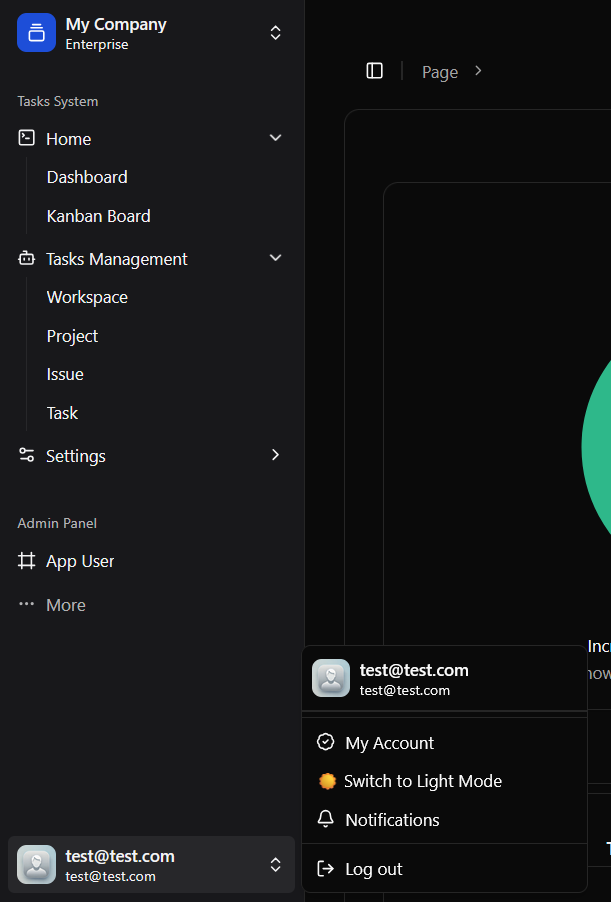 My Company
Enterprise
Tasks System
Home
Dashboard
Kanban Board
Tasks Management
Workspace
Project
Issue
Task
Settings
Admin Panel
App User
More
test@test.com
test@test.com
Page
test@test.com
test@test.com
My Account
Switch to Light Mode
Notifications
Log out